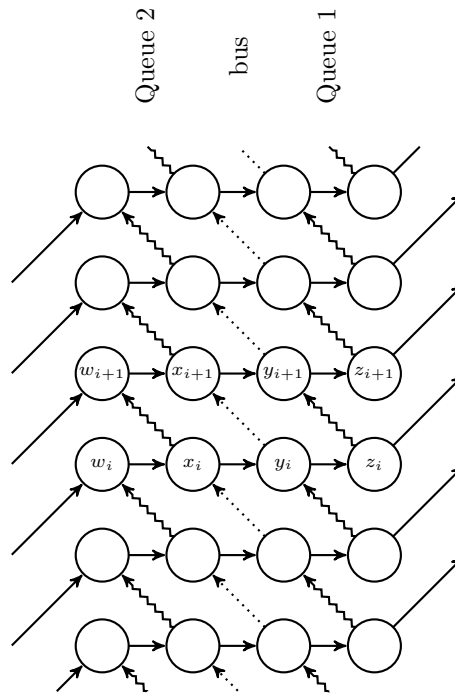 Queue 2
bus
Queue 1
w_{i+1} x_{i+1} y_{i+1} z_{i+1}
w_i x_i y_i z_i